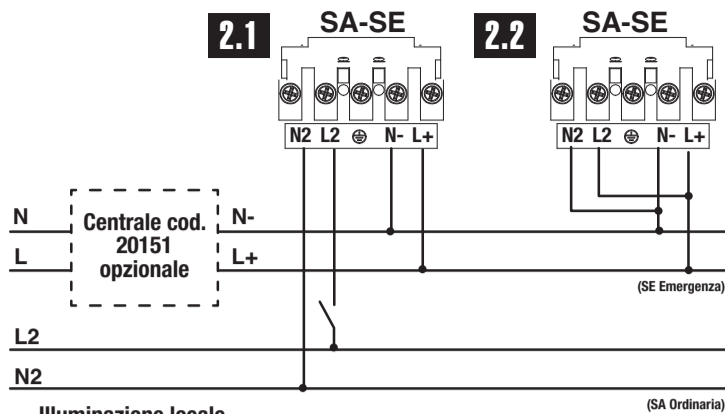 2.1 SA-SE 2.2 SA-SE
N2 L2 N- L+ N2 L2 N- L+
N Centrale cod. N-
20151
L opzionale L+
(SE Emergenza)
L2
N2
(SA Ordinaria)
Illuminazione locale